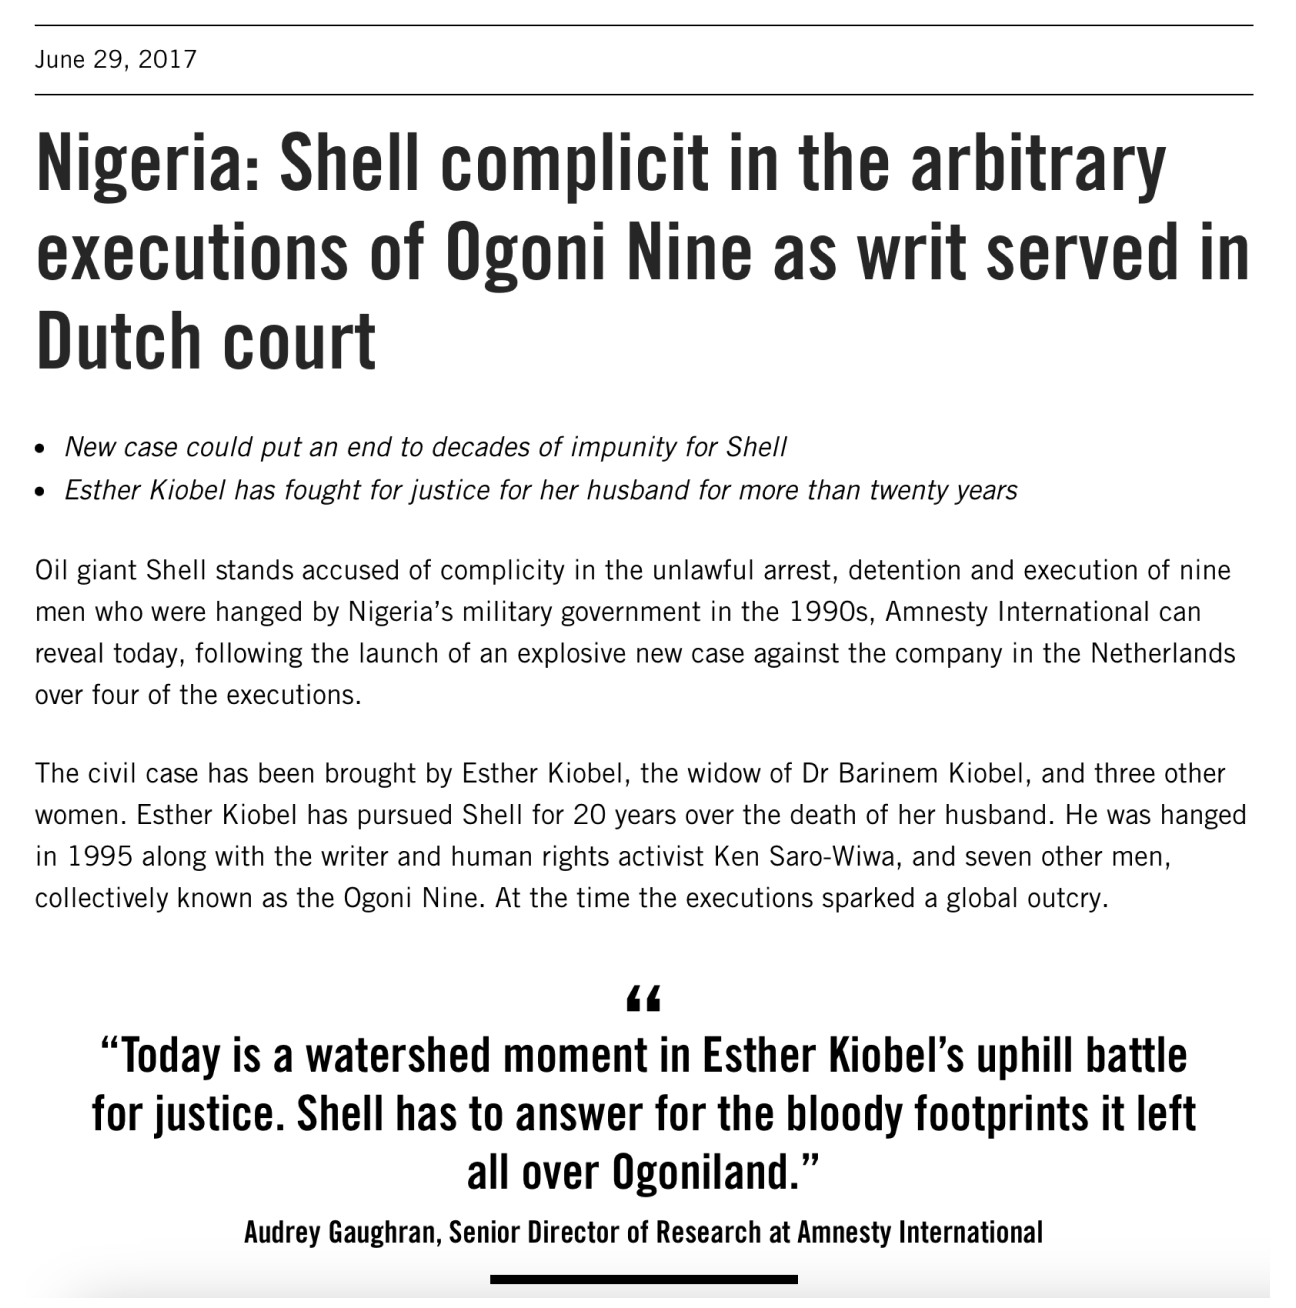 June 29, 2017
Nigeria: Shell complicit in the arbitrary
executions of Ogoni Nine as writ served in
Dutch court
• New case could put an end to decades of impunity for Shell
• Esther Kiobel has fought for justice for her husband for more than twenty years
Oil giant Shell stands accused of complicity in the unlawful arrest, detention and execution of nine
men who were hanged by Nigeria’s military government in the 1990s, Amnesty International can
reveal today, following the launch of an explosive new case against the company in the Netherlands
over four of the executions.
The civil case has been brought by Esther Kiobel, the widow of Dr Barinem Kiobel, and three other
women. Esther Kiobel has pursued Shell for 20 years over the death of her husband. He was hanged
in 1995 along with the writer and human rights activist Ken Saro-Wiwa, and seven other men,
collectively known as the Ogoni Nine. At the time the executions sparked a global outcry.
“
“Today is a watershed moment in Esther Kiobel’s uphill battle
for justice. Shell has to answer for the bloody footprints it left
all over Ogoniland.”
Audrey Gaughran, Senior Director of Research at Amnesty International